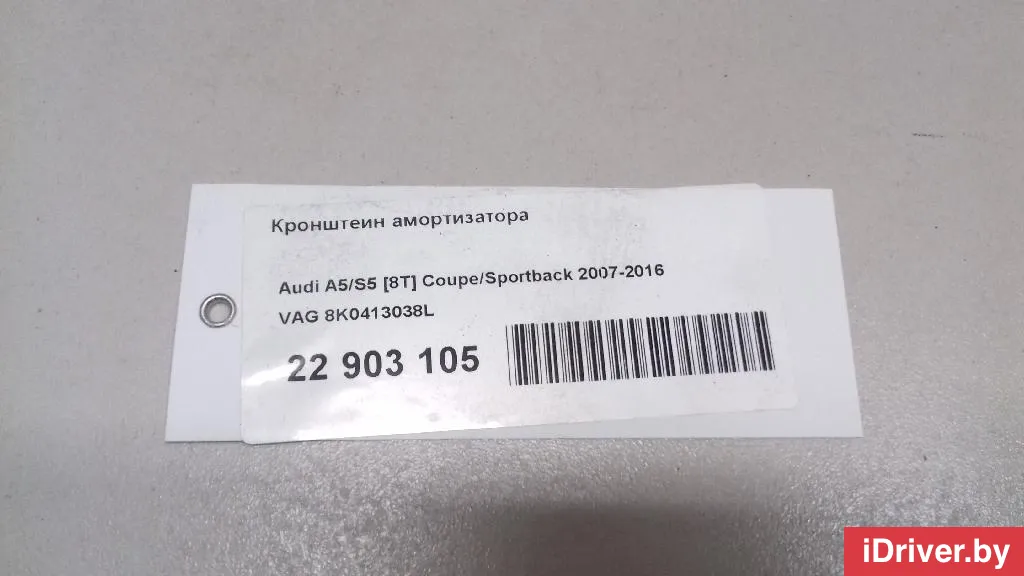 Кронштеин амортизатора
Audi A5/S5 [8T] Coupe/Sportback 2007-2016
VAG 8K0413038L
22 903 105
iDriver.by